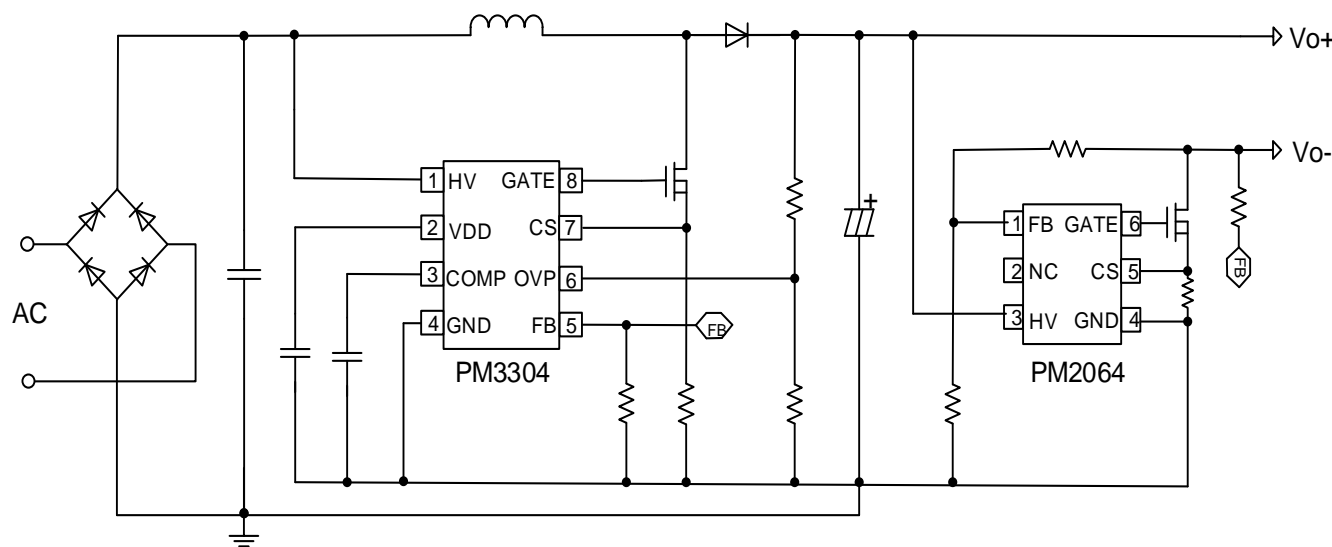 Vo+
Vo-
AC
1 HV GATE 8
2 VDD CS 7
3 COMP OVP 6
4 GND FB 5
FB
PM3304
1 FB GATE 6
2 NC CS 5
3 HV GND 4
PM2064
FB
+